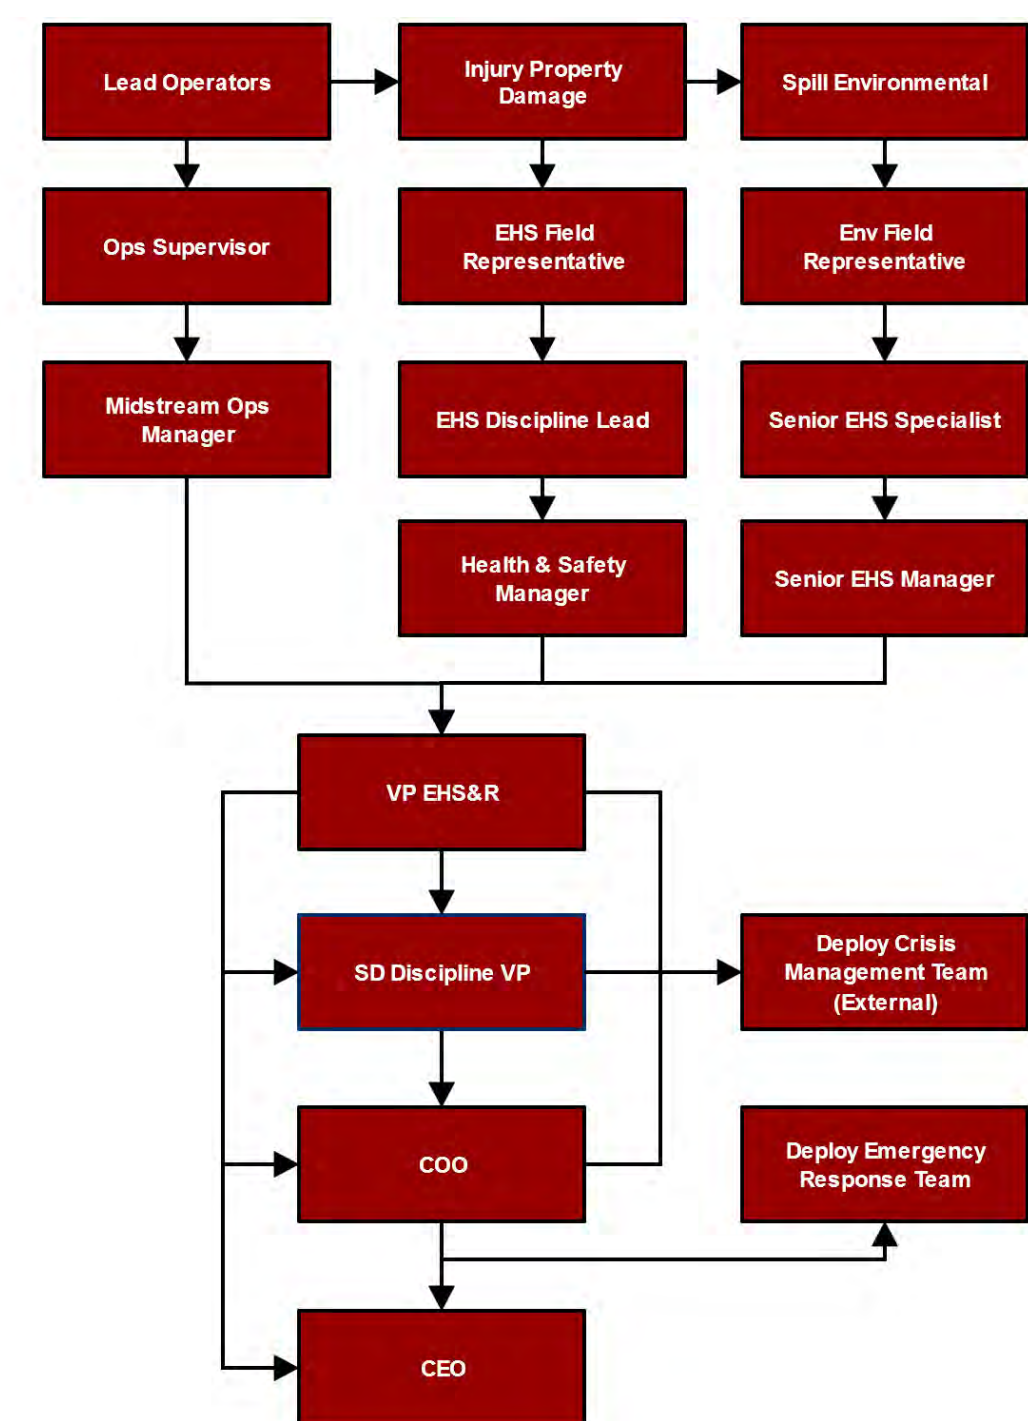 Lead Operators
Injury Property
Damage
Spill Environmental
Ops Supervisor
EHS Field
Representative
Env Field
Representative
Midstream Ops
Manager
EHS Discipline Lead
Senior EHS Specialist
Health & Safety
Manager
Senior EHS Manager
VP EHS&R
SD Discipline VP
Deploy Crisis
Management Team
(External)
COO
Deploy Emergency
Response Team
CEO